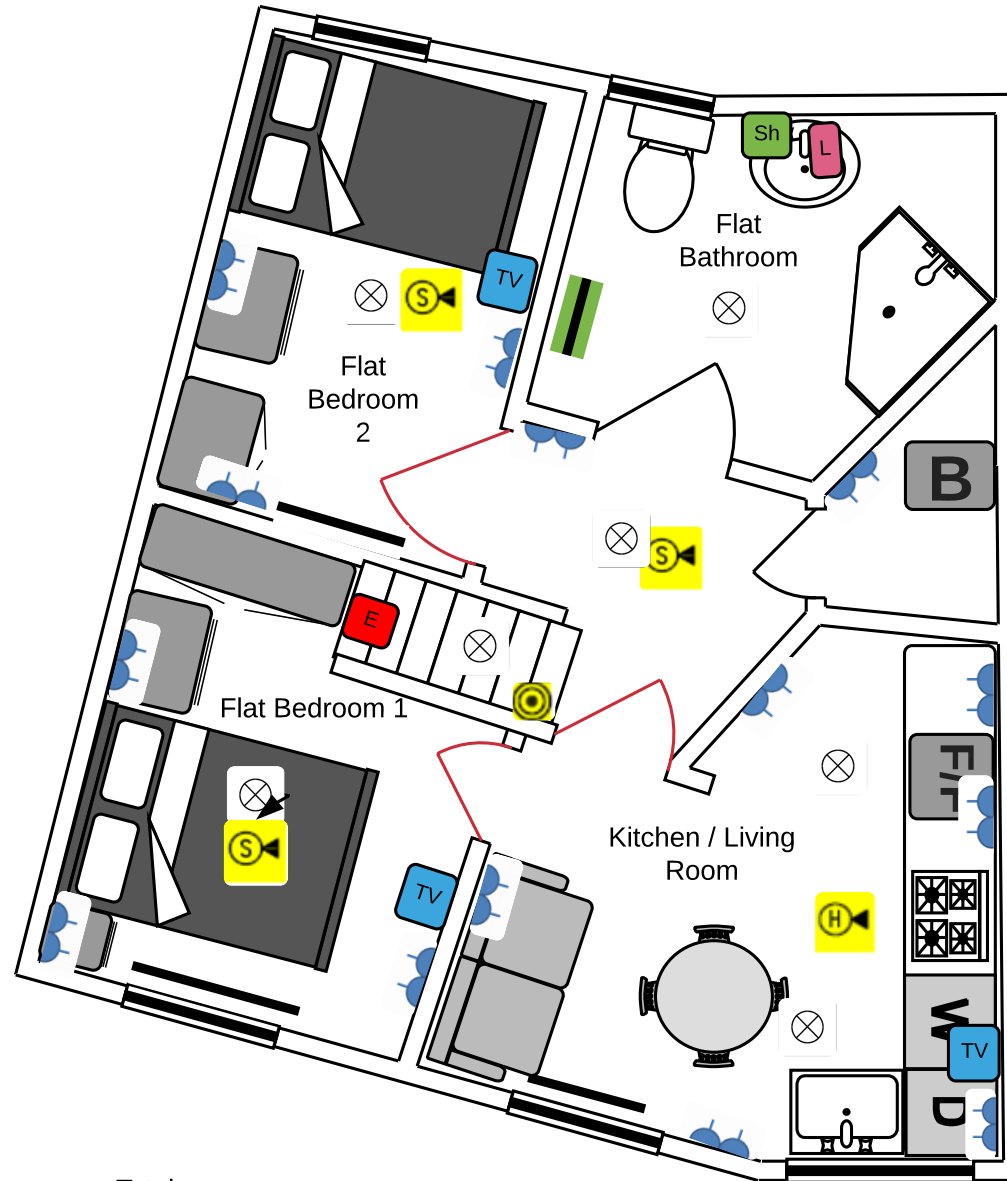 Sh
L
Flat
Bathroom
TV
S
Flat
Bedroom
2
B
S
E
Flat Bedroom 1
F/F
S
Kitchen / Living
Room
TV
H
W
TV
D